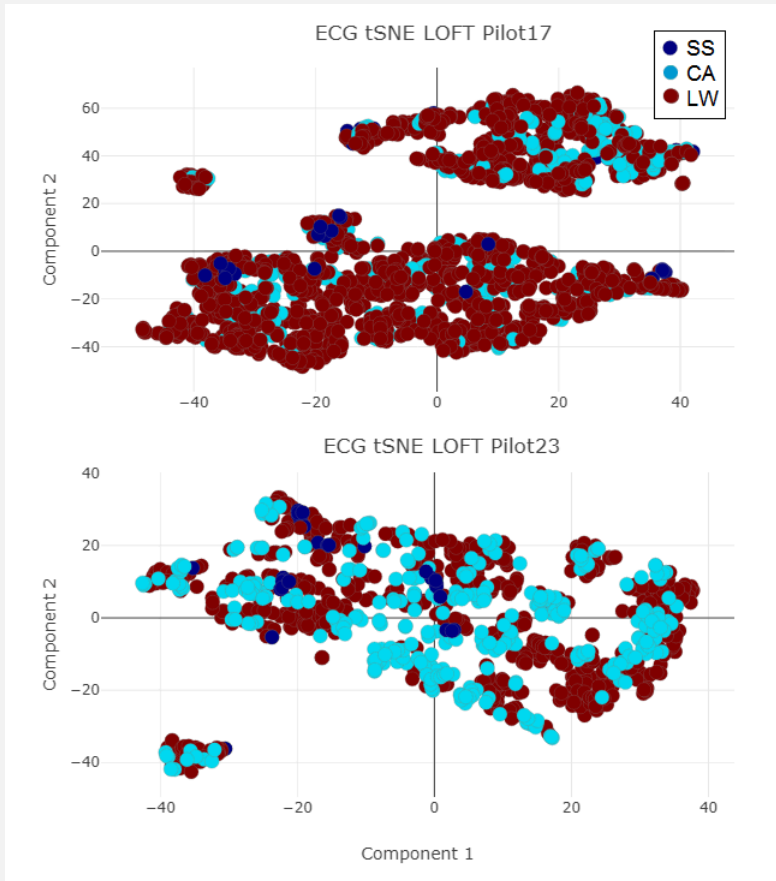 ECG tSNE LOFT Pilot17
SS
CA
LW
60
40
20
0
−20
−40
Component 2
−40 −20 0 20 40
ECG tSNE LOFT Pilot23
40
20
0
−20
−40
Component 2
−40 −20 0 20 40
Component 1